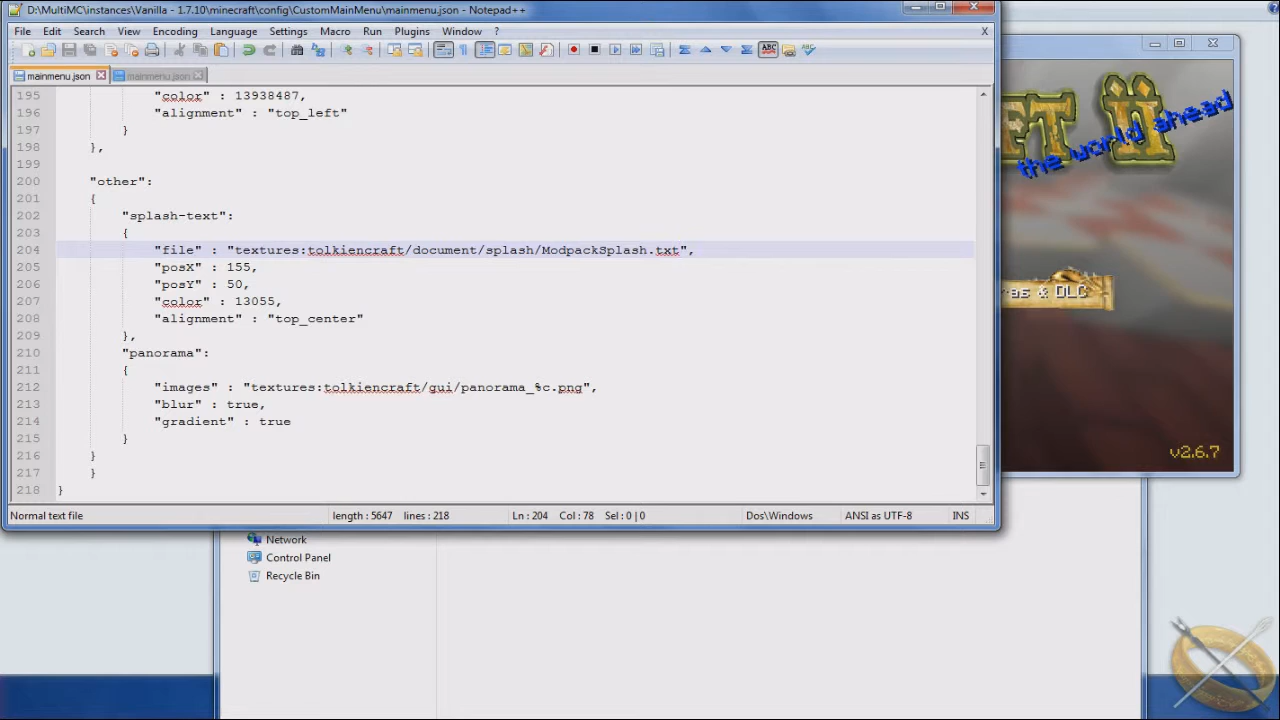 D:\MultiMC\instances\Vanilla - 1.7.10\minecraft\config\CustomMainMenu\mainmenu.json - Notepad++
File Edit Search View Encoding Language Settings Macro Run Plugins Window ? X
mainmenu.json mainmenu.json
195 "color" : 13938487,
196 "alignment" : "top_left"
197 }
198 },
199
200 "other":
201 {
202 "splash-text":
203 {
204 "file" : "textures:tolkiencraft/document/splash/ModpackSplash.txt",
205 "posX" : 155,
206 "posY" : 50,
207 "color" : 13055,
208 "alignment" : "top_center"
209 },
210 "panorama":
211 {
212 "images" : "textures:tolkiencraft/gui/panorama_%c.png",
213 "blur" : true,
214 "gradient" : true
215 }
216 }
217 }
218 }
Normal text file length : 5647 lines : 218 Ln : 204 Col : 78 Sel : 0 | 0 Dos\Windows ANSI as UTF-8 INS
FT II
the world ahead
ras & DLC
v2.6.7
Network
Control Panel
Recycle Bin